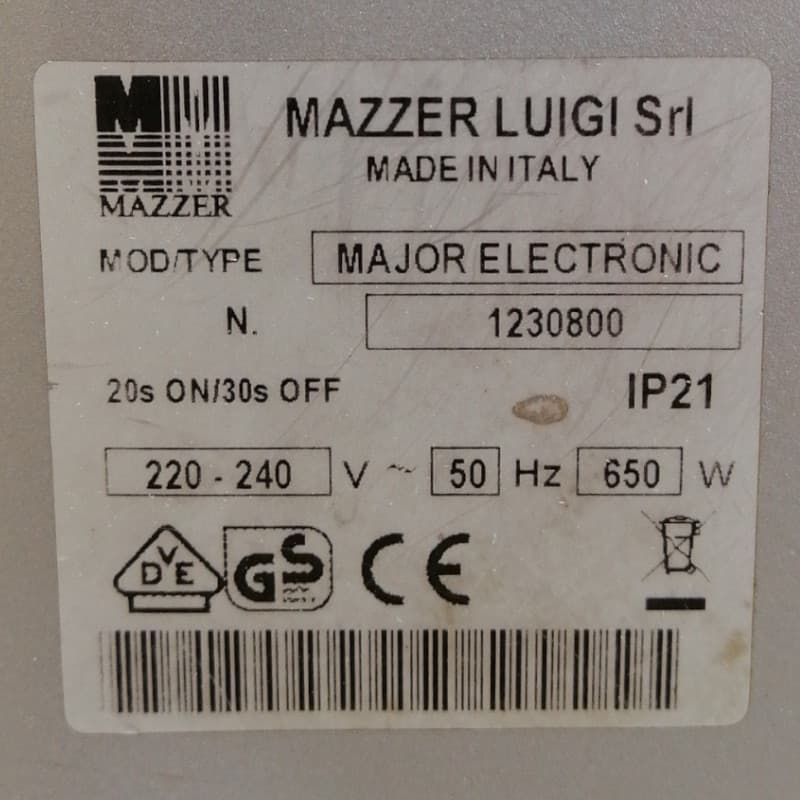 M
MAZZER
MAZZER LUIGI Srl
MADE IN ITALY
MOD/TYPE MAJOR ELECTRONIC
N. 1230800
20s ON/30s OFF IP21
220 - 240 V ~ 50 Hz 650 W
VDE GS CE